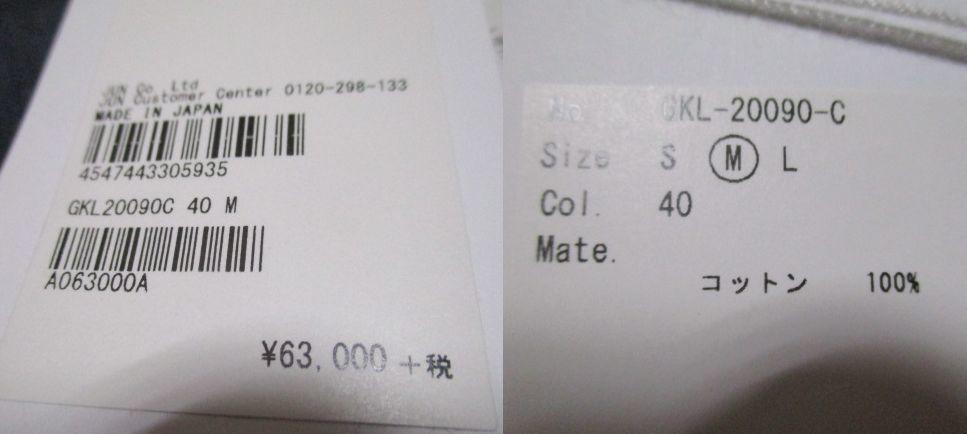 JUN Co. Ltd
JUN Customer Center 0120-298-133
MADE IN JAPAN
4547443305935
GKL20090C 40 M
A063000A
¥63,000+税
No. GKL-20090-C
Size S M L
Col. 40
Mate.
コットン 100%